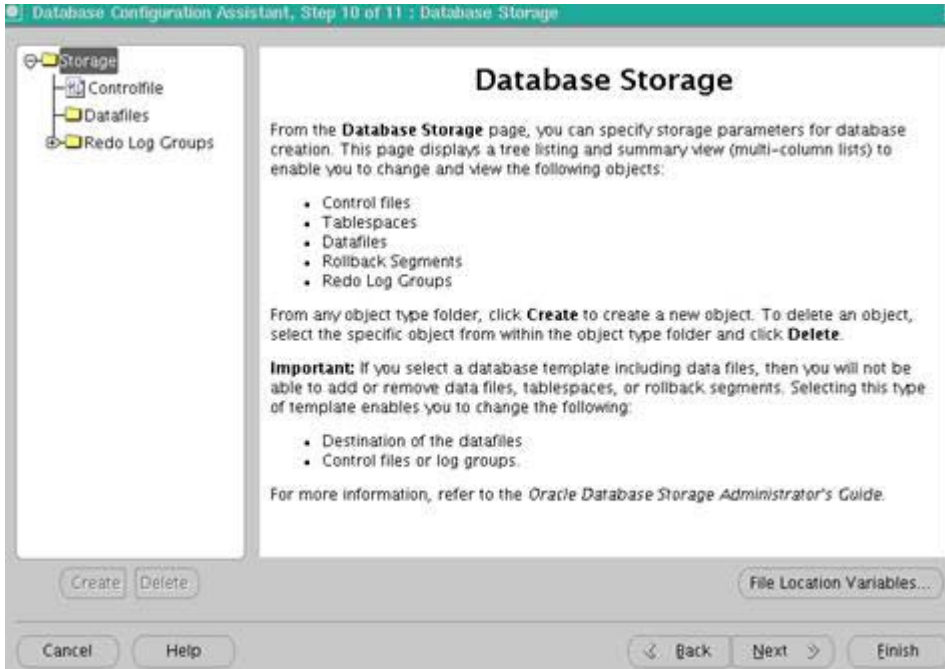 Database Configuration Assistant, Step 10 of 11 : Database Storage
Storage
Controlfile
Datafiles
Redo Log Groups
Database Storage
From the Database Storage page, you can specify storage parameters for database
creation. This page displays a tree listing and summary view (multi-column lists) to
enable you to change and view the following objects:
• Control files
• Tablespaces
• Datafiles
• Rollback Segments
• Redo Log Groups
From any object type folder, click Create to create a new object. To delete an object,
select the specific object from within the object type folder and click Delete.
Important: If you select a database template including data files, then you will not be
able to add or remove data files, tablespaces, or rollback segments. Selecting this type
of template enables you to change the following:
• Destination of the datafiles
• Control files or log groups.
For more information, refer to the Oracle Database Storage Administrator's Guide.
Create Delete
File Location Variables...
Cancel Help Back Next Finish